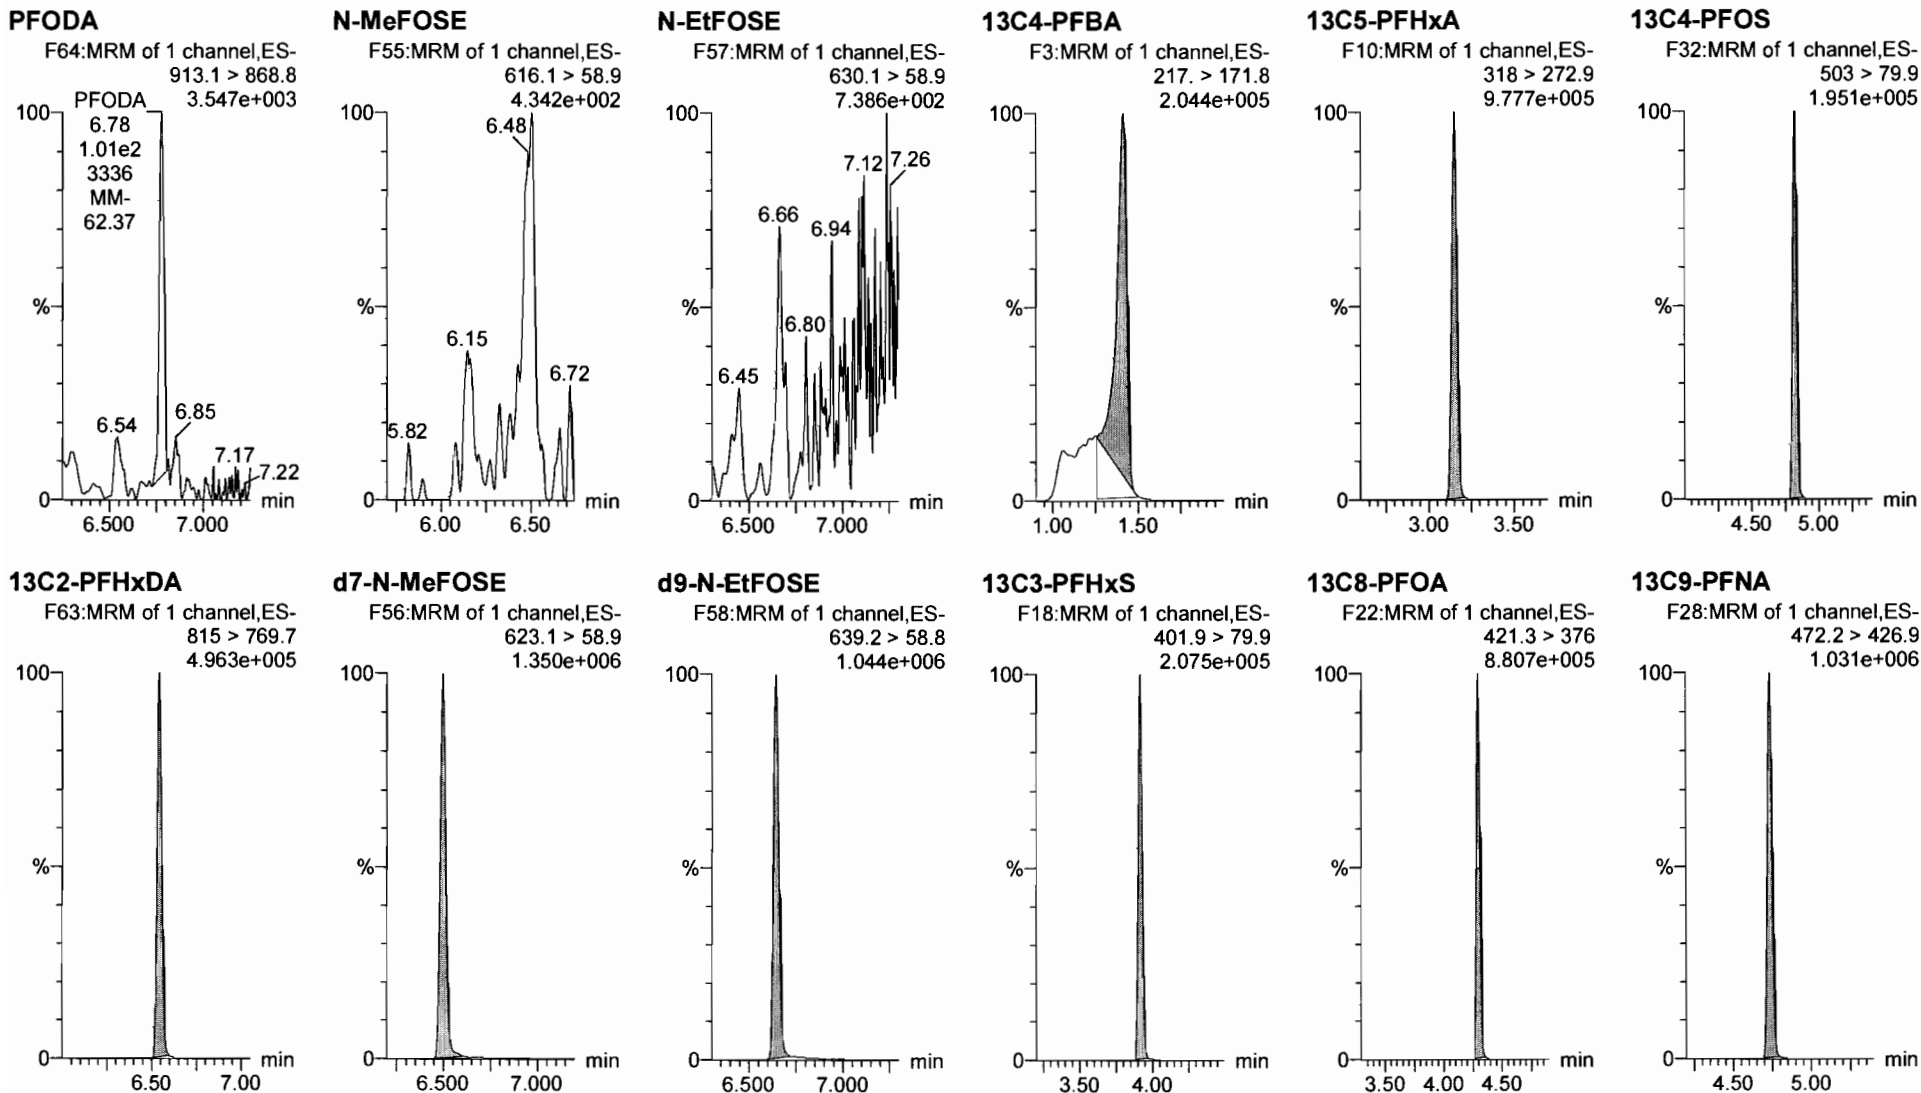 PFODA
F64:MRM of 1 channel,ES-
913.1 > 868.8
3.547e+003
PFODA
6.78
1.01e2
3336
MM-
62.37
100
%
0
6.54
6.85
7.17
7.22
min
6.500 7.000
N-MeFOSE
F55:MRM of 1 channel,ES-
616.1 > 58.9
4.342e+002
100
%
0
6.48
6.15
6.72
5.82
min
6.00 6.50
N-EtFOSE
F57:MRM of 1 channel,ES-
630.1 > 58.9
7.386e+002
100
%
0
7.12 7.26
6.66
6.94
6.80
6.45
min
6.500 7.000
13C4-PFBA
F3:MRM of 1 channel,ES-
217. > 171.8
2.044e+005
100
%
0
min
1.00 1.50
13C5-PFHxA
F10:MRM of 1 channel,ES-
318 > 272.9
9.777e+005
100
%
0
min
3.00 3.50
13C4-PFOS
F32:MRM of 1 channel,ES-
503 > 79.9
1.951e+005
100
%
0
min
4.50 5.00
13C2-PFHxDA
F63:MRM of 1 channel,ES-
815 > 769.7
4.963e+005
100
%
0
min
6.50 7.00
d7-N-MeFOSE
F56:MRM of 1 channel,ES-
623.1 > 58.9
1.350e+006
100
%
0
min
6.500 7.000
d9-N-EtFOSE
F58:MRM of 1 channel,ES-
639.2 > 58.8
1.044e+006
100
%
0
min
6.500 7.000
13C3-PFHxS
F18:MRM of 1 channel,ES-
401.9 > 79.9
2.075e+005
100
%
0
min
3.50 4.00
13C8-PFOA
F22:MRM of 1 channel,ES-
421.3 > 376
8.807e+005
100
%
0
min
3.50 4.00 4.50
13C9-PFNA
F28:MRM of 1 channel,ES-
472.2 > 426.9
1.031e+006
100
%
0
min
4.50 5.00